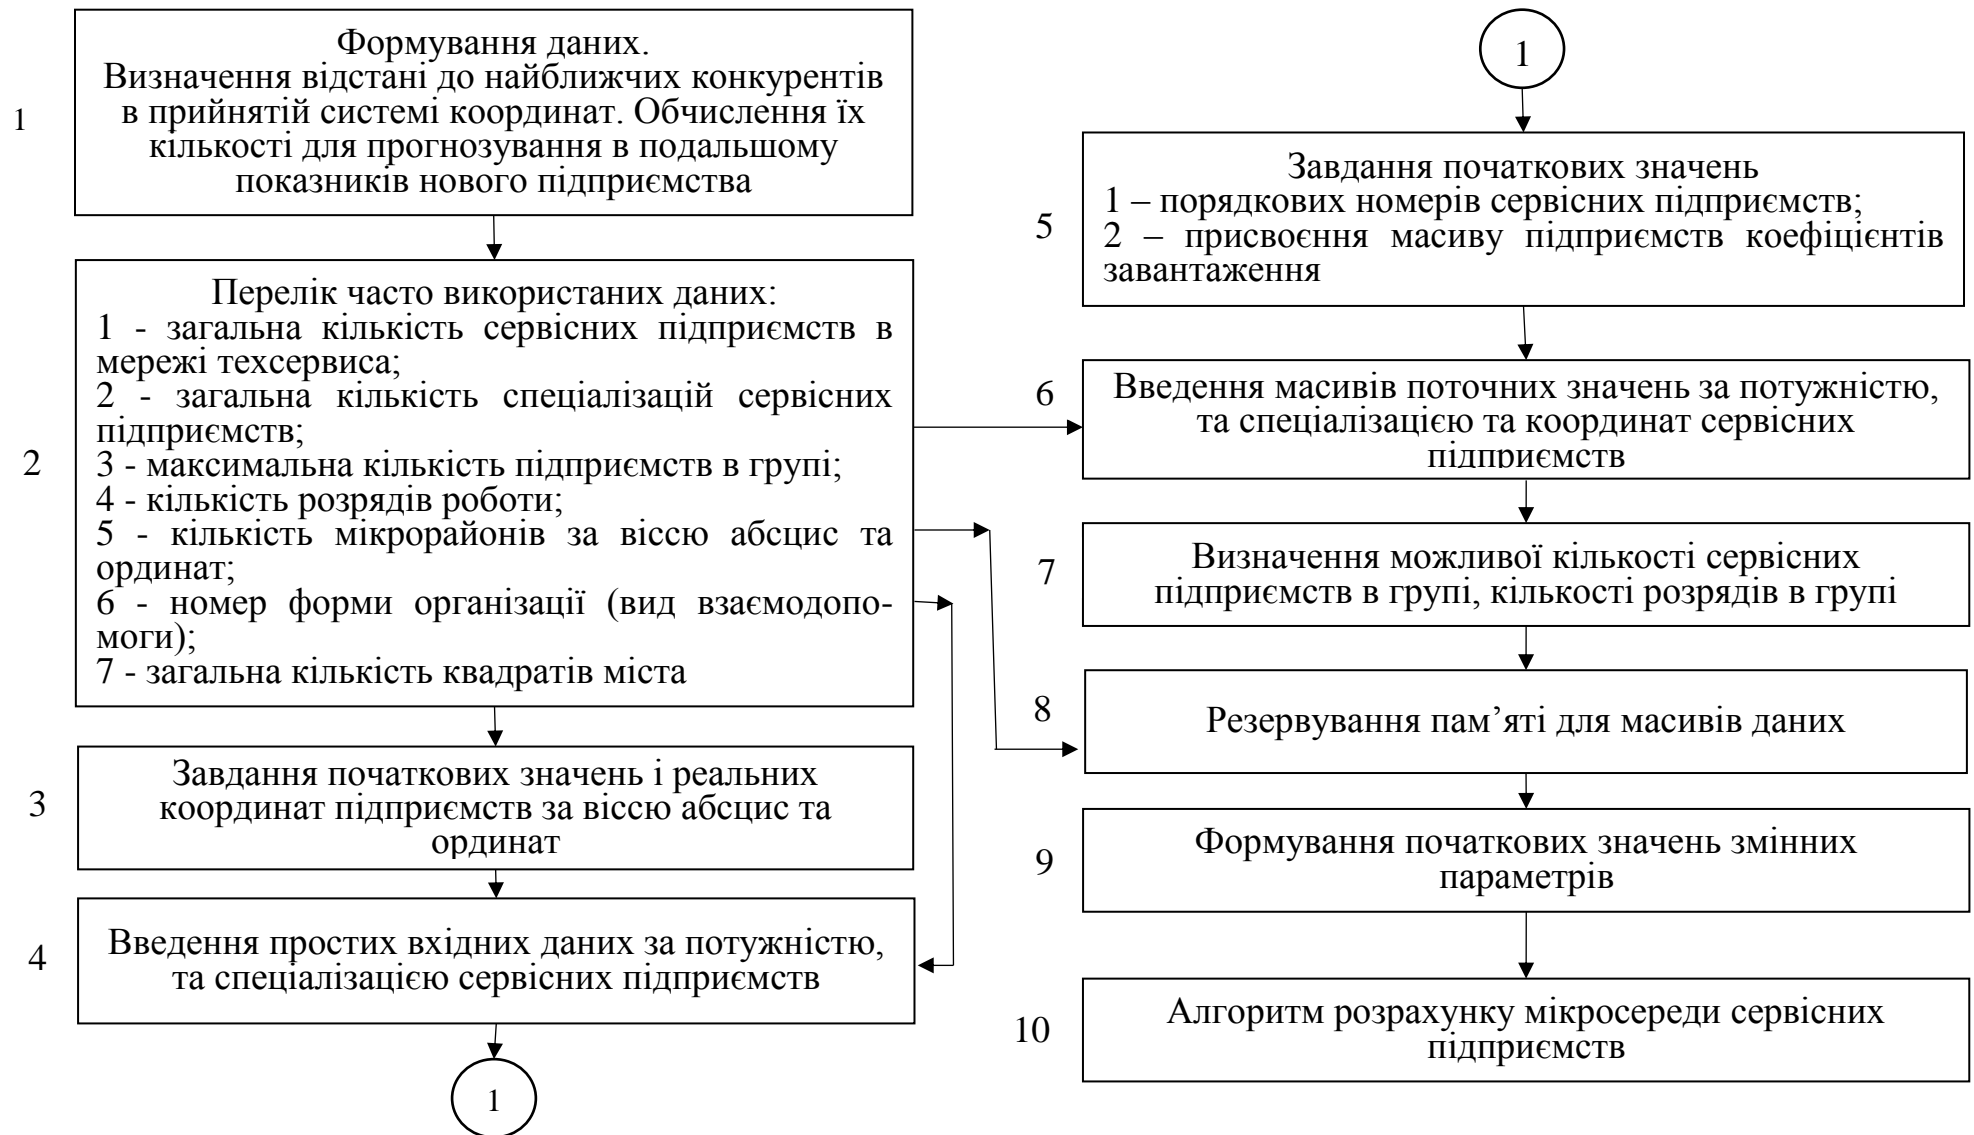 1
Формування даних.
Визначення відстані до найближчих конкурентів
в прийнятій системі координат. Обчислення їх
кількості для прогнозування в подальшому
показників нового підприємства
2
Перелік часто використаних даних:
1 - загальна кількість сервісних підприємств в
мережі техсервиса;
2 - загальна кількість спеціалізацій сервісних
підприємств;
3 - максимальна кількість підприємств в групі;
4 - кількість розрядів роботи;
5 - кількість мікрорайонів за віссю абсцис та
ординат;
6 - номер форми організації (вид взаємодопо-
моги);
7 - загальна кількість квадратів міста
3
Завдання початкових значень і реальних
координат підприємств за віссю абсцис та
ординат
4
Введення простих вхідних даних за потужністю,
та спеціалізацією сервісних підприємств
1
1
5
Завдання початкових значень
1 – порядкових номерів сервісних підприємств;
2 – присвоєння масиву підприємств коефіцієнтів
завантаження
6
Введення масивів поточних значень за потужністю,
та спеціалізацією та координат сервісних
підприємств
7
Визначення можливої кількості сервісних
підприємств в групі, кількості розрядів в групі
8
Резервування пам’яті для масивів даних
9
Формування початкових значень змінних
параметрів
10
Алгоритм розрахунку мікросереди сервісних
підприємств